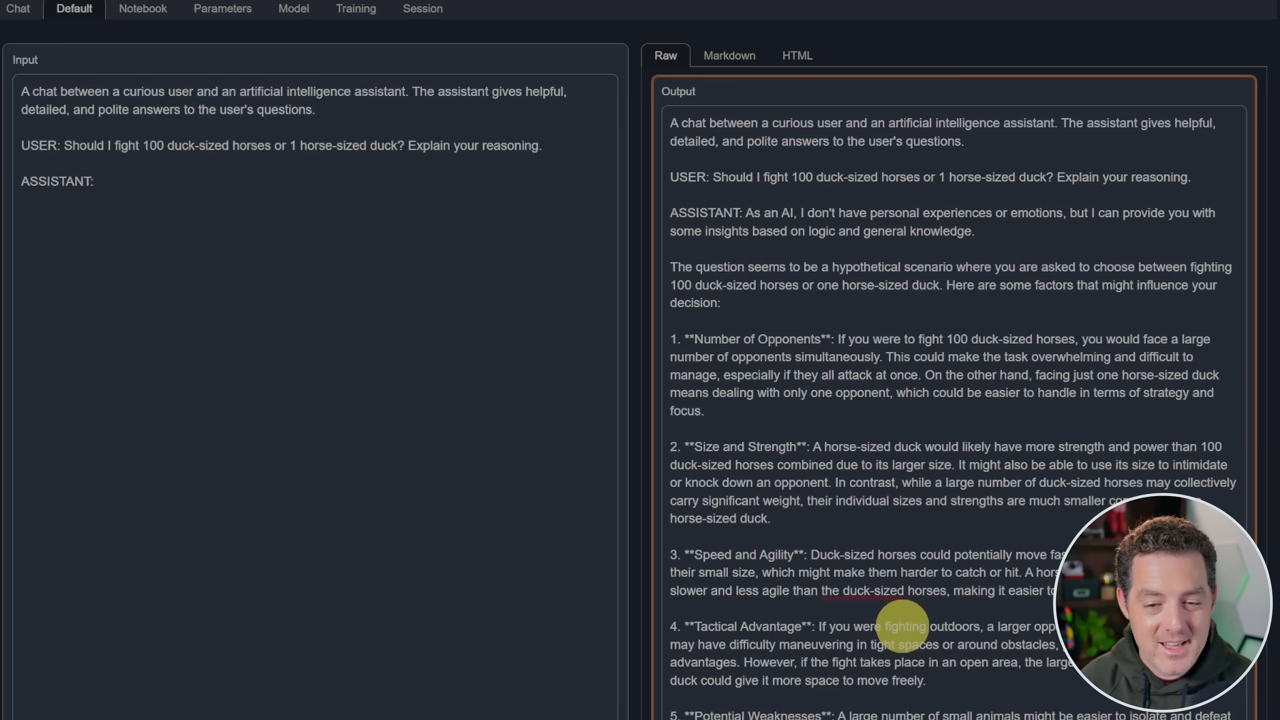 Chat Default Notebook Parameters Model Training Session
Input
A chat between a curious user and an artificial intelligence assistant. The assistant gives helpful,
detailed, and polite answers to the user's questions.
USER: Should I fight 100 duck-sized horses or 1 horse-sized duck? Explain your reasoning.
ASSISTANT:
Raw Markdown HTML
Output
A chat between a curious user and an artificial intelligence assistant. The assistant gives helpful,
detailed, and polite answers to the user's questions.
USER: Should I fight 100 duck-sized horses or 1 horse-sized duck? Explain your reasoning.
ASSISTANT: As an AI, I don't have personal experiences or emotions, but I can provide you with
some insights based on logic and general knowledge.
The question seems to be a hypothetical scenario where you are asked to choose between fighting
100 duck-sized horses or one horse-sized duck. Here are some factors that might influence your
decision:
1. **Number of Opponents**: If you were to fight 100 duck-sized horses, you would face a large
number of opponents simultaneously. This could make the task overwhelming and difficult to
manage, especially if they all attack at once. On the other hand, facing just one horse-sized duck
means dealing with only one opponent, which could be easier to handle in terms of strategy and
focus.
2. **Size and Strength**: A horse-sized duck would likely have more strength and power than 100
duck-sized horses combined due to its larger size. It might also be able to use its size to intimidate
or knock down an opponent. In contrast, while a large number of duck-sized horses may collectively
carry significant weight, their individual sizes and strengths are much smaller
horse-sized duck.
3. **Speed and Agility**: Duck-sized horses could potentially move
their small size, which might make them harder to catch or hit. A
slower and less agile than the duck-sized horses, making it easier
4. **Tactical Advantage**: If you were fighting outdoors, a larger
may have difficulty maneuvering in tight spaces or around obstacles,
advantages. However, if the fight takes place in an open area, the
duck could give it more space to move freely.
5. **Potential Weaknesses**: A large number of small animals might be easier to isolate and defeat